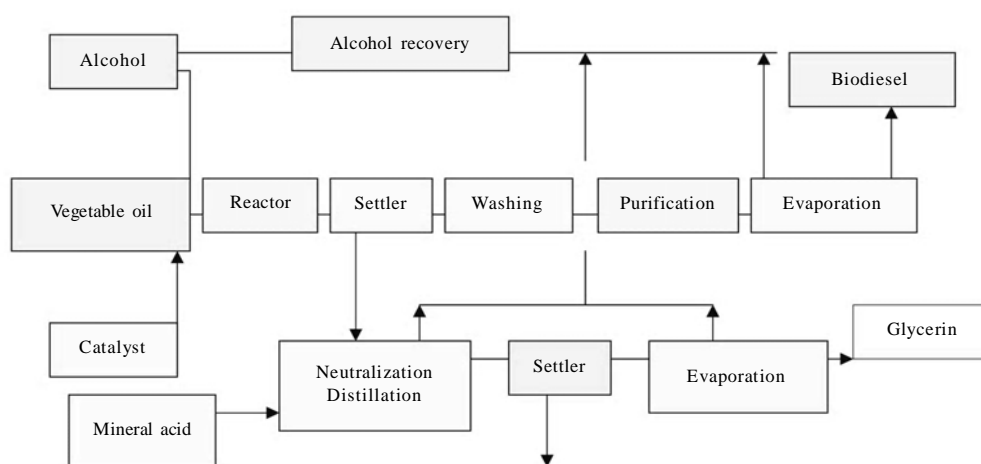 Alcohol recovery
Alcohol
Biodiesel
Vegetable oil
Reactor
Settler
Washing
Purification
Evaporation
Catalyst
Glycerin
Neutralization
Distillation
Settler
Evaporation
Mineral acid